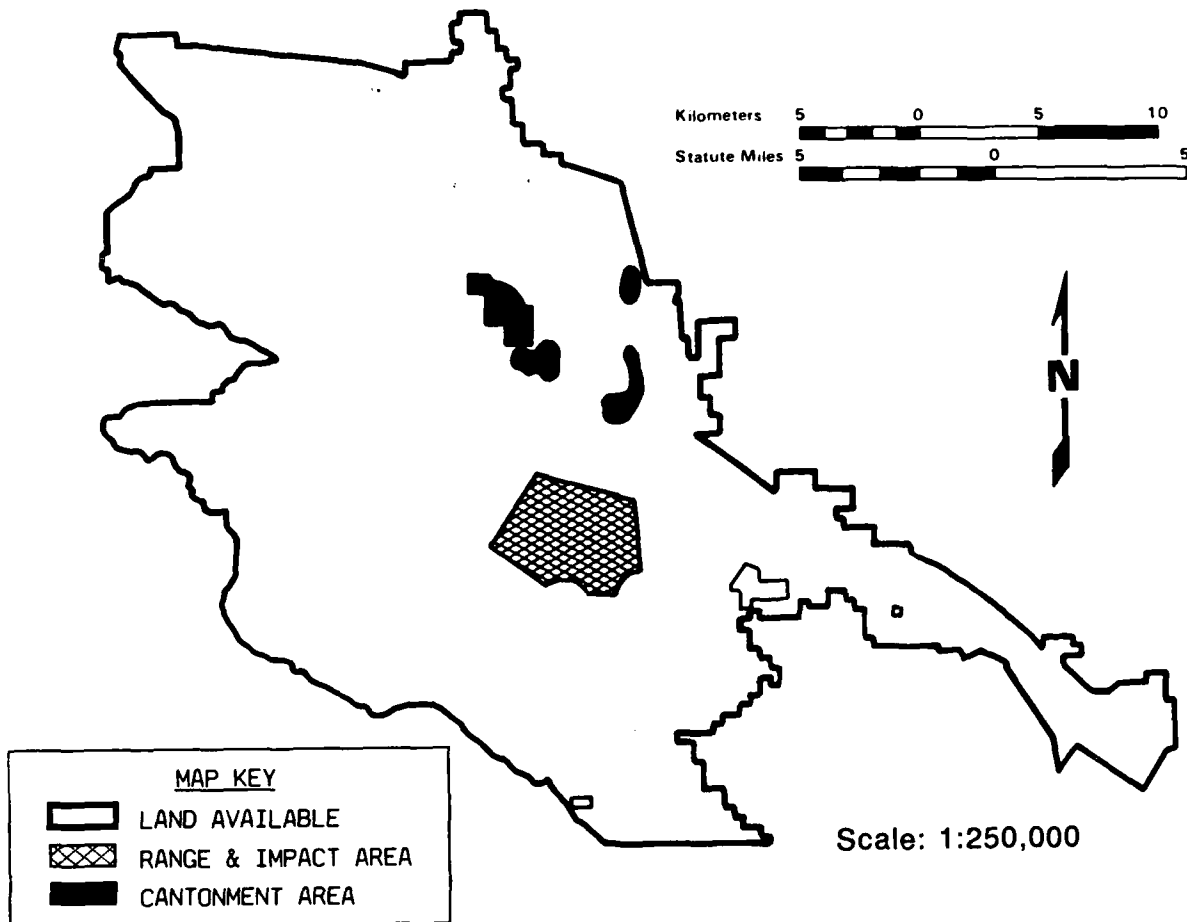 Kilometers 5 0 5 10
Statute Miles 5 0 5
N
MAP KEY
LAND AVAILABLE
RANGE & IMPACT AREA
CANTONMENT AREA
Scale: 1:250,000